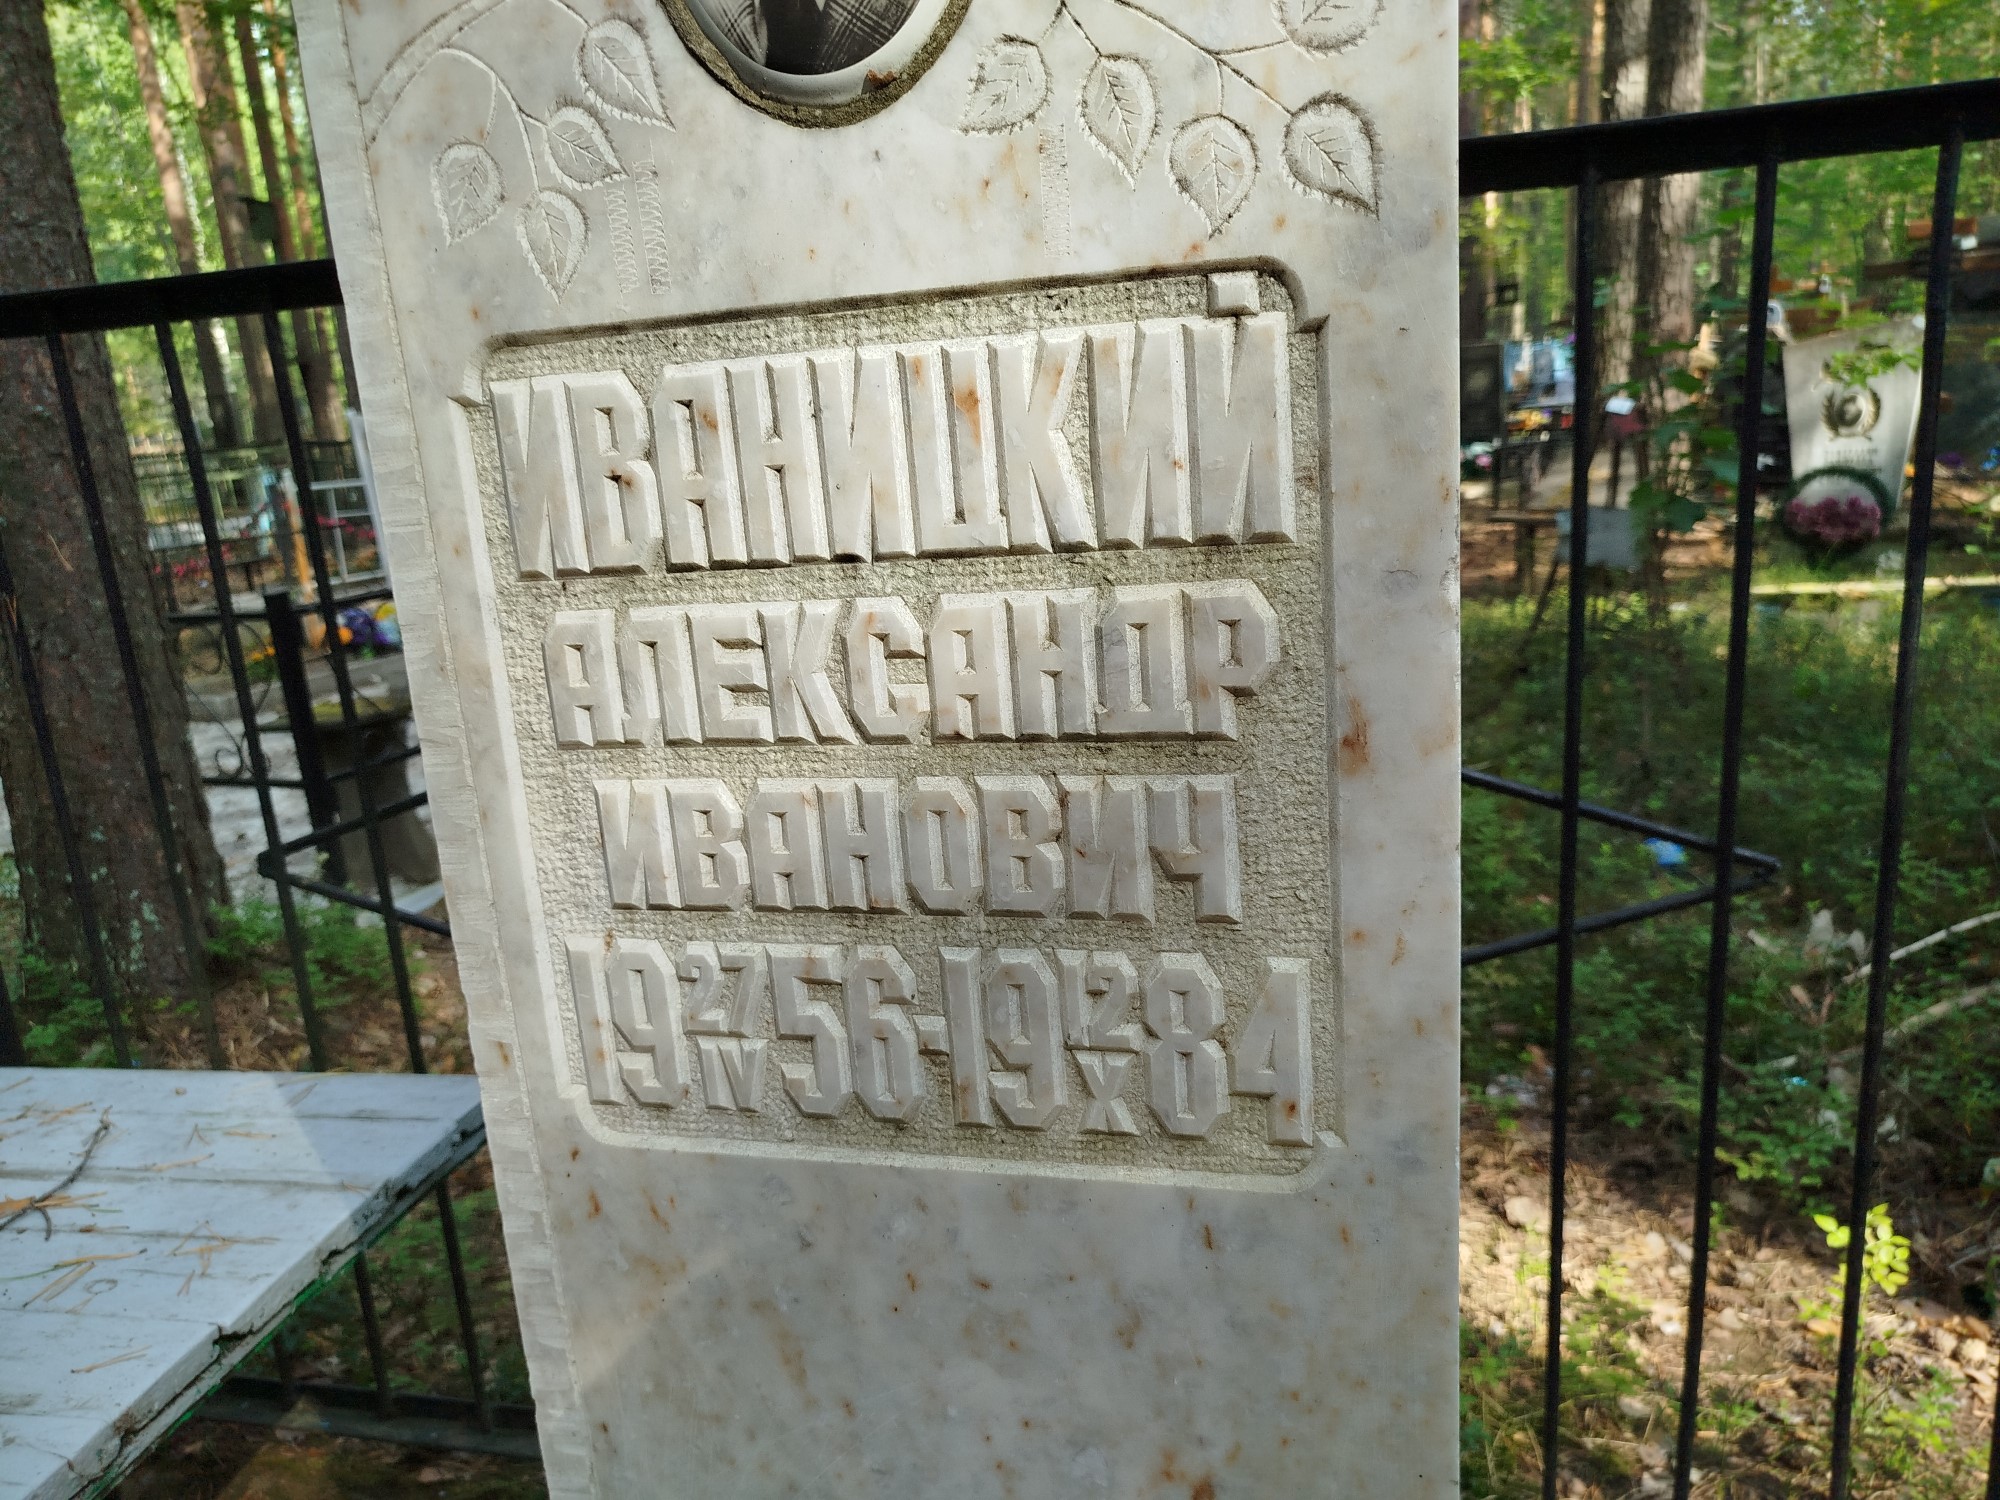 ИВАНИЦКИЙ
АЛЕКСАНДР
ИВАНОВИЧ
19 27/IV 56-19 12/X 84